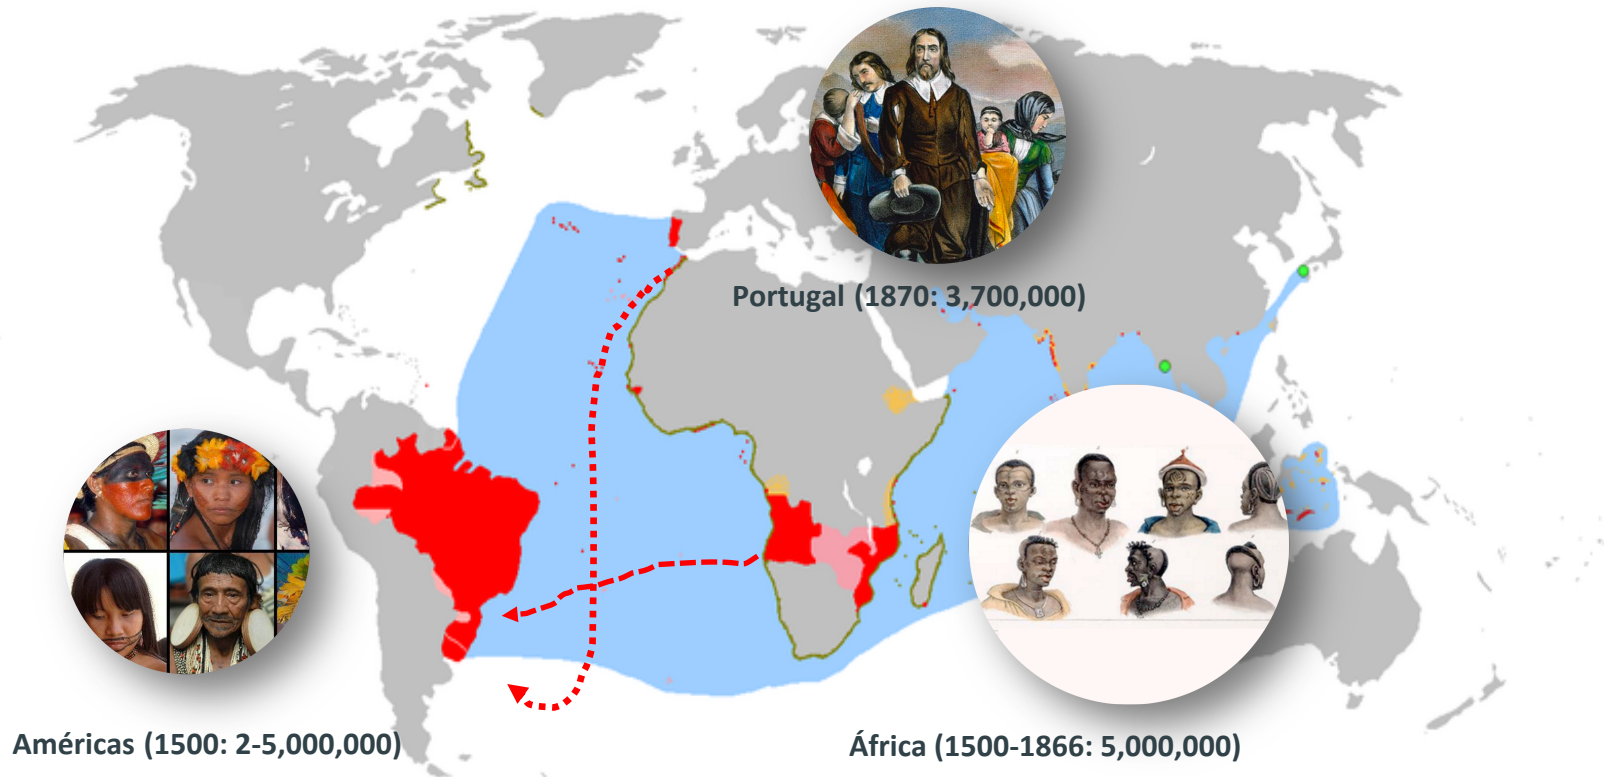 Portugal (1870: 3,700,000)
Américas (1500: 2-5,000,000)
África (1500-1866: 5,000,000)